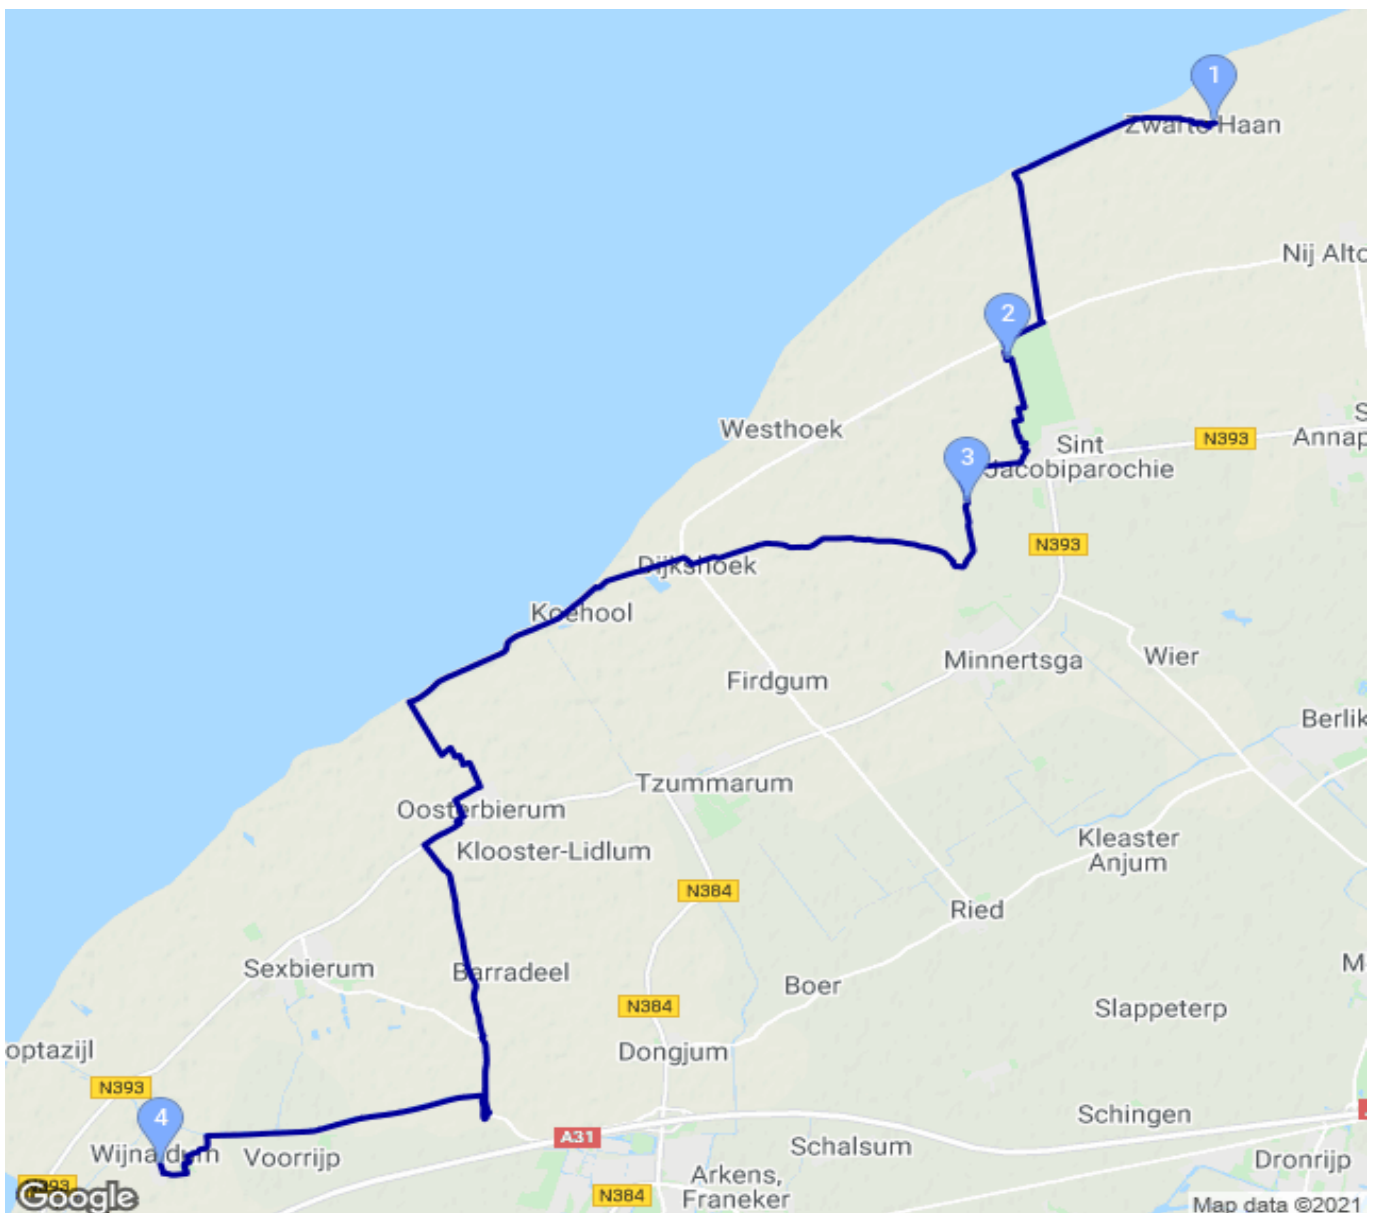 1
Zwarte Haan
Nij Altc
2
Westhoek
S
Annap
N393
Sint
Jacobiparochie
3
N393
Dijkshoek
Koehool
Minnertsga
Wier
Firdgum
Berlik
Tzummarum
Oosterbierum
Kleaster
Anjum
Klooster-Lidlum
N384
Ried
Sexbierum
Barradeel
M
Boer
N384
Slappeterp
optazijl
Dongjum
N393
4
Schingen
A31
Wijnaldum
Voorrijp
Schalsum
Dronrijp
Arkens,
Franeker
N393
N384
Google
Map data ©2021